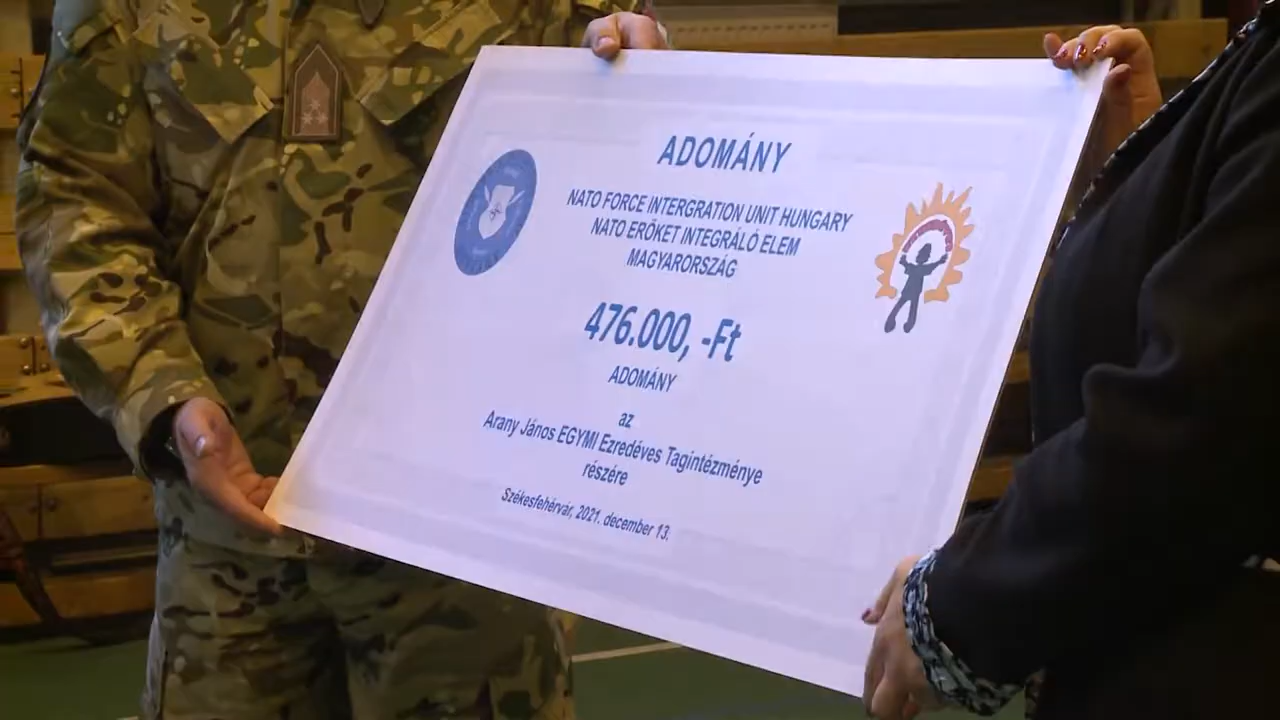 ADOMÁNY
NATO FORCE INTERGRATION UNIT HUNGARY
NATO ERŐKET INTEGRÁLÓ ELEM
MAGYARORSZÁG
476.000, -Ft
ADOMÁNY
az
Arany János EGYMI Ezredéves Tagintézménye
részére
Székesfehérvár, 2021. december 13.